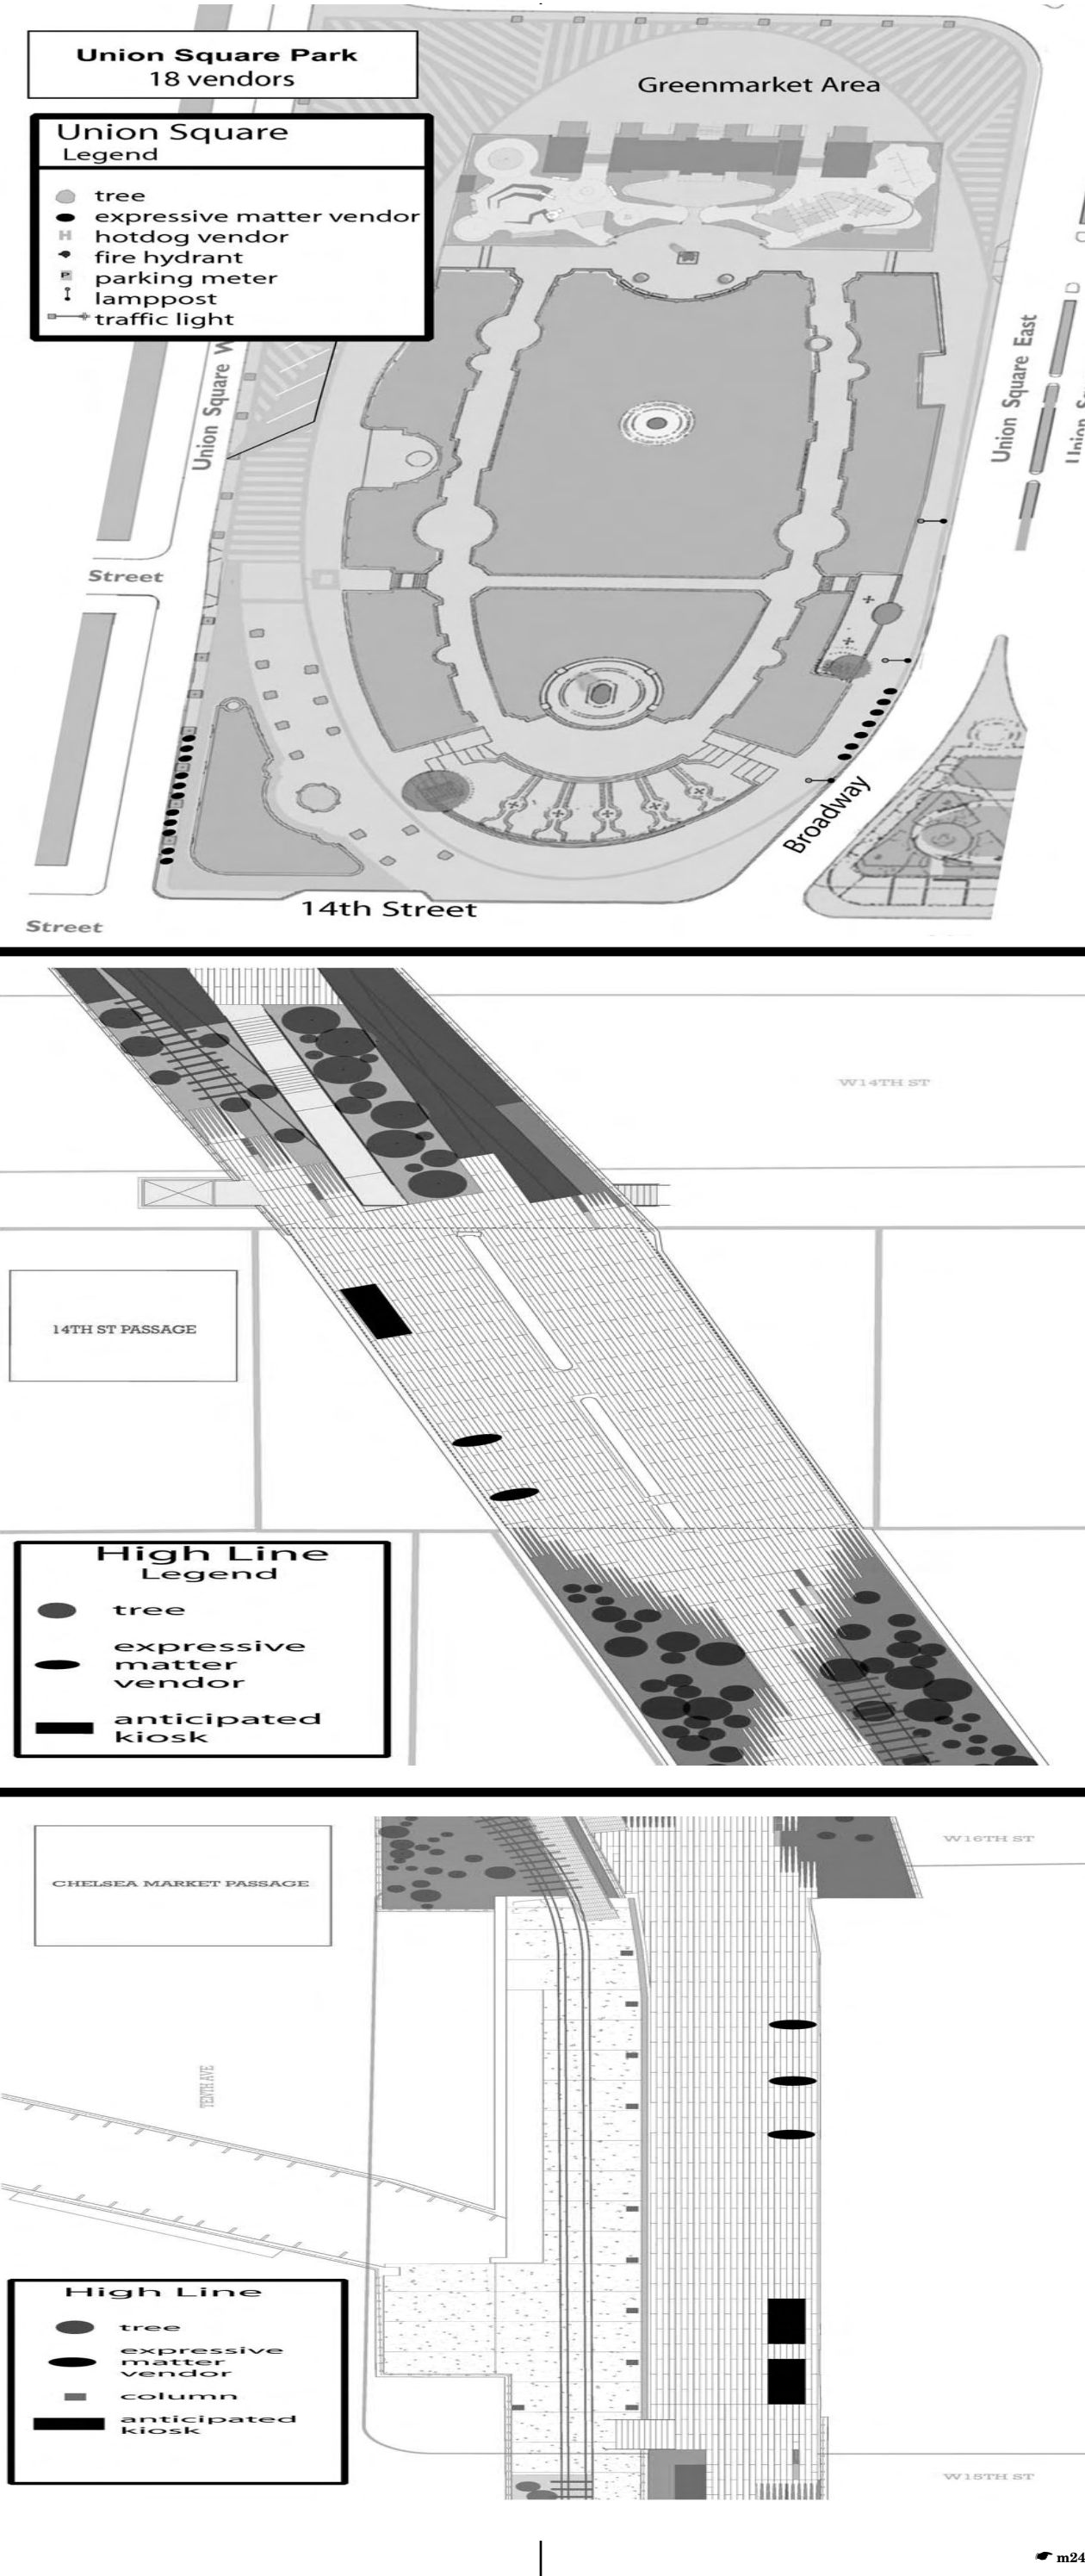 Union Square Park
18 vendors
Greenmarket Area
Union Square
Legend
tree
expressive matter vendor
H hotdog vendor
fire hydrant
P parking meter
lamppost
traffic light
Union Square W
Union Square East
Street
Broadway
14th Street
Street
W14TH ST
14TH ST PASSAGE
High Line
Legend
tree
expressive
matter
vendor
anticipated
kiosk
CHELSEA MARKET PASSAGE
W16TH ST
TENTH AVE
High Line
tree
expressive
matter
vendor
column
anticipated
kiosk
W15TH ST
☛ m24